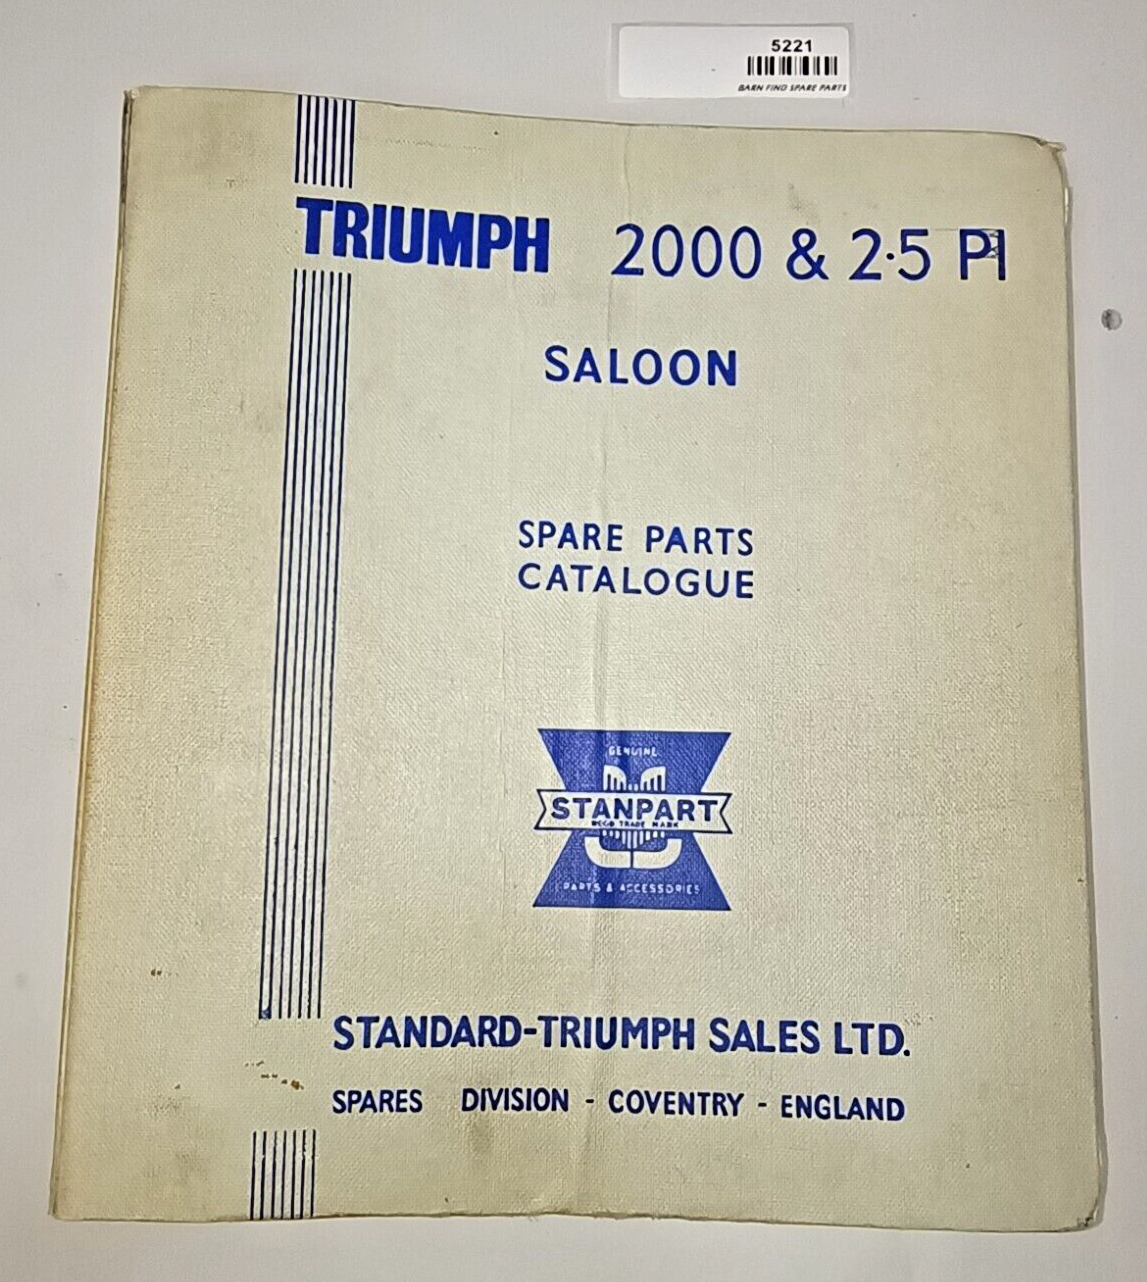 5221
BARN FIND SPARE PARTS
TRIUMPH 2000 & 2·5 PI
SALOON
SPARE PARTS
CATALOGUE
GENUINE
STANPART
REGD TRADE MARK
PARTS & ACCESSORIES
STANDARD-TRIUMPH SALES LTD.
SPARES DIVISION - COVENTRY - ENGLAND